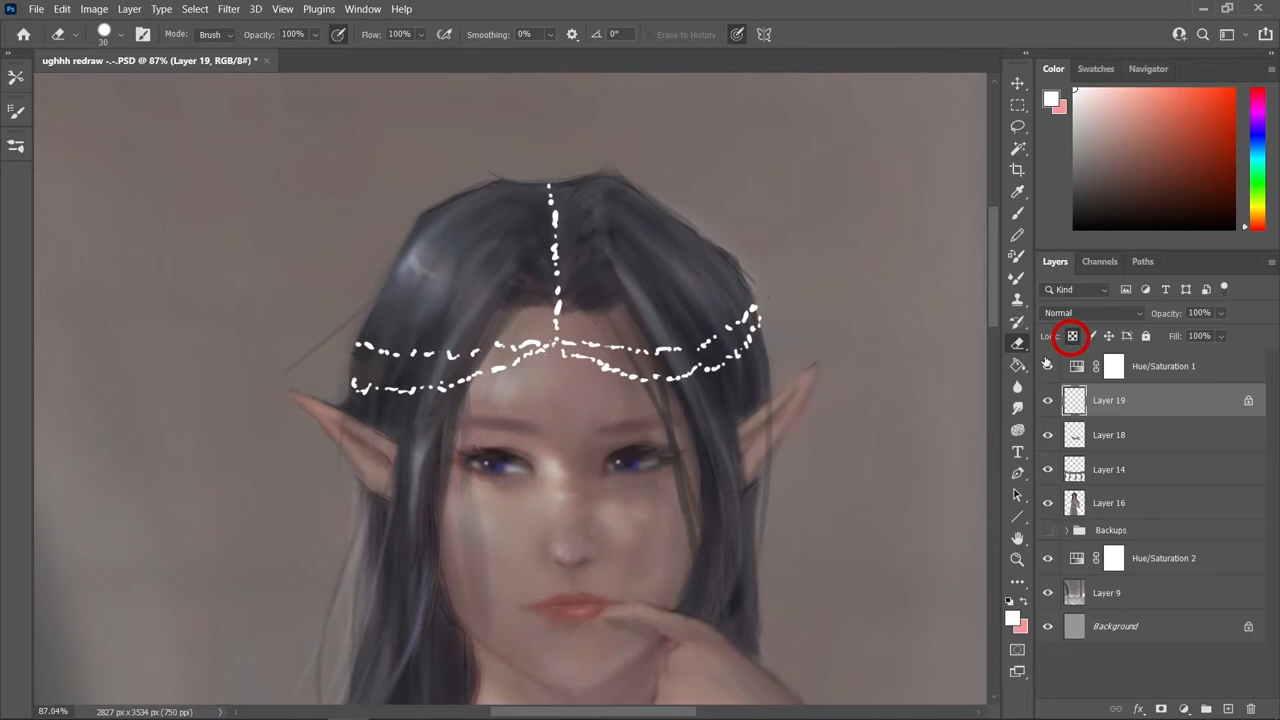 Ps File Edit Image Layer Type Select Filter 3D View Plugins Window Help
30 Mode: Brush Opacity: 100% Flow: 100% Smoothing: 0% 0° Erase to History
ughhh redraw -.-.PSD @ 87% (Layer 19, RGB/8#) * ×
Color Swatches Navigator
Layers Channels Paths
Kind
Normal Opacity: 100%
Fill: 100%
Hue/Saturation 1
Layer 19
Layer 18
Layer 14
Layer 16
Backups
Hue/Saturation 2
Layer 9
Background
87.04% 2827 px x 3534 px (750 ppi)
fx